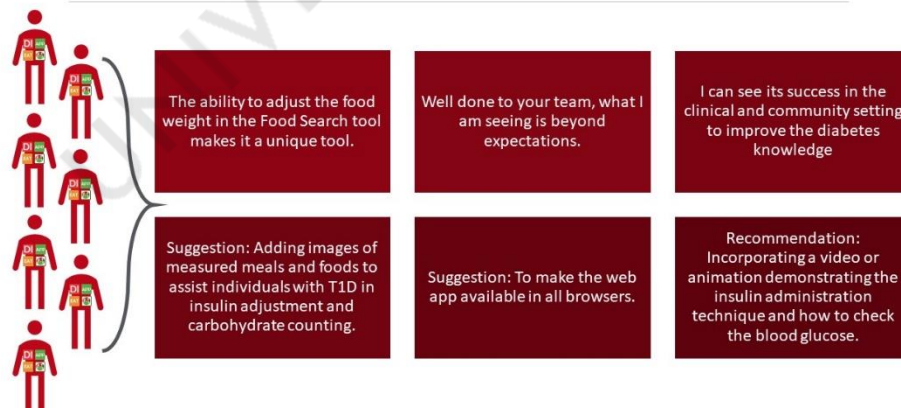 UNIVE
The ability to adjust the food
weight in the Food Search tool
makes it a unique tool.
Well done to your team, what I
am seeing is beyond
expectations.
I can see its success in the
clinical and community setting
to improve the diabetes
knowledge
Suggestion: Adding images of
measured meals and foods to
assist individuals with T1D in
insulin adjustment and
carbohydrate counting.
Suggestion: To make the web
app available in all browsers.
Recommendation:
Incorporating a video or
animation demonstrating the
insulin administration
technique and how to check
the blood glucose.